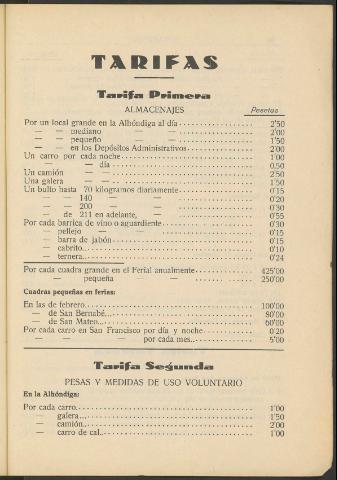 TARIFAS
Tarifa Primera
ALMACENAJES Pesetas
Por un local grande en la Alhóndiga al día 2'50
— — mediano — — 2'00
— — pequeño — — 1'50
— — en los Depósitos Administrativos 2'00
Un carro por cada noche 1'00
— — día 0,50
Un camión — — 2'50
Una galera — — 1'50
Un bulto hasta 70 kilogramos diariamente 0'15
— — 140 — — 0'20
— — 200 — — 0'30
— de 211 en adelante, — 0'55
Por cada barrica de vino o aguardiente 0'30
— pellejo — — 0'15
— barra de jabón 0'15
— cabrito 0'10
— ternera 0'24
Por cada cuadra grande en el Ferial anualmente 425'00
— pequeña — 250'00
Cuadras pequeñas en ferias:
En las de febrero 100'00
— de San Bernabé 80'00
— de San Mateo 60'00
Por cada carro en San Francisco por día y noche 0'20
— — — por cada mes 5'00
Tarifa Segunda
PESAS Y MEDIDAS DE USO VOLUNTARIO
En la Alhóndiga:
Por cada carro 1'00
— galera 1'50
— camión 2'00
— carro de cal 1'00